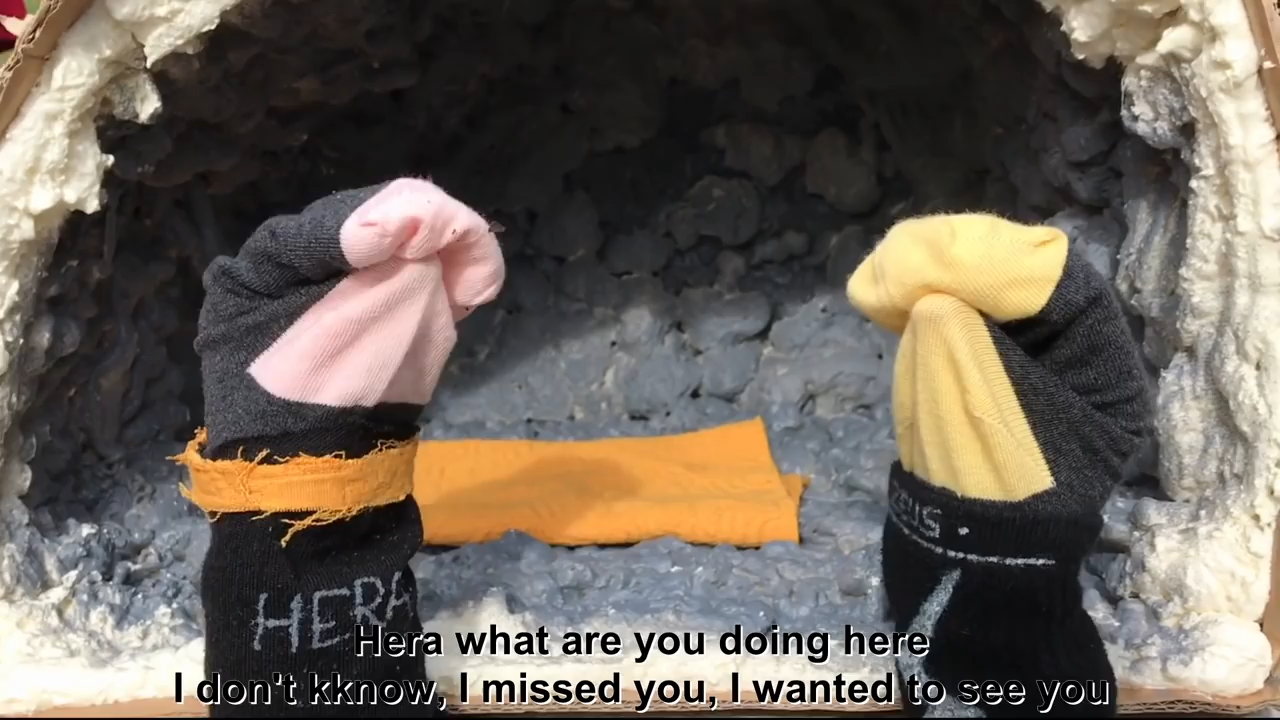 ZEUS
HERA
Hera what are you doing here
I don't kknow, I missed you, I wanted to see you